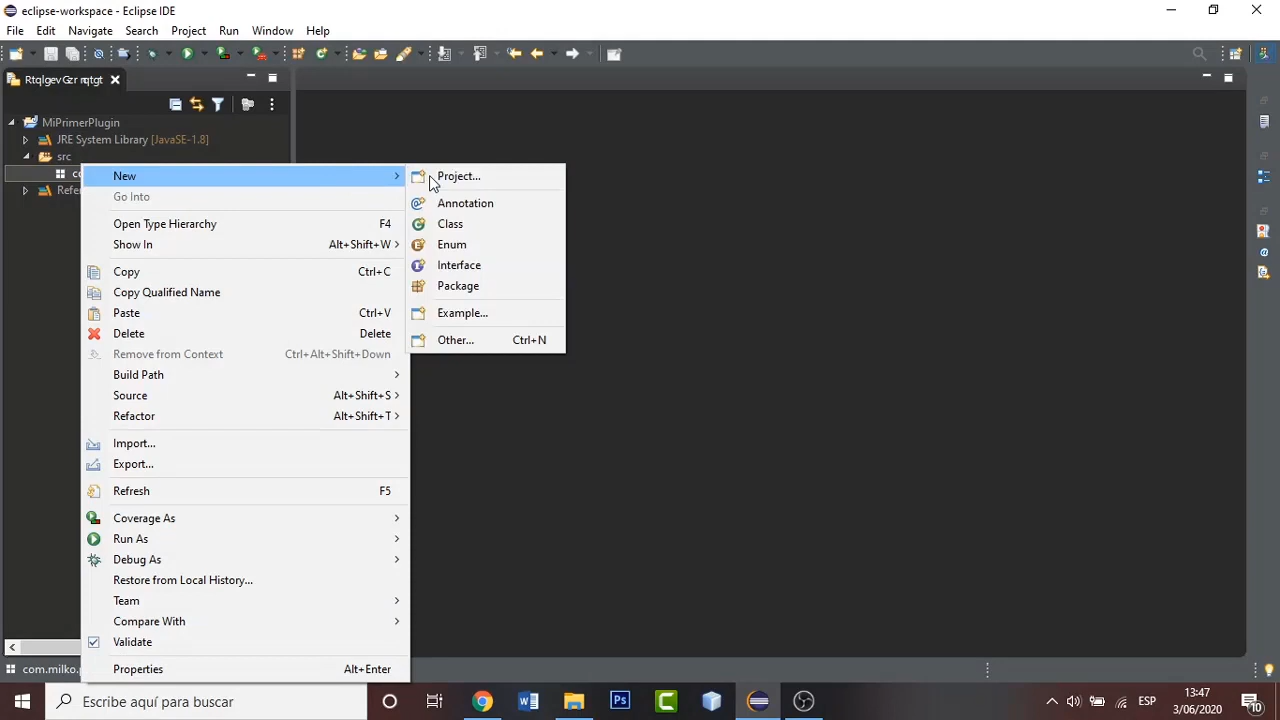 eclipse-workspace - Eclipse IDE
File Edit Navigate Search Project Run Window Help
RtqlgevGzr nqtgt
MiPrimerPlugin
JRE System Library [JavaSE-1.8]
src
New
Go Into
Open Type Hierarchy F4
Show In Alt+Shift+W
Copy Ctrl+C
Copy Qualified Name
Paste Ctrl+V
Delete Delete
Remove from Context Ctrl+Alt+Shift+Down
Build Path
Source Alt+Shift+S
Refactor Alt+Shift+T
Import...
Export...
Refresh F5
Coverage As
Run As
Debug As
Restore from Local History...
Team
Compare With
Validate
Properties Alt+Enter
Project...
Annotation
Class
Enum
Interface
Package
Example...
Other... Ctrl+N
com.milko.
Escribe aquí para buscar
ESP
13:47
3/06/2020
10